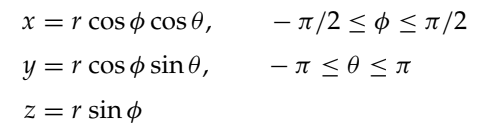 x = r cos ϕ cos θ, − π/2 ≤ ϕ ≤ π/2
y = r cos ϕ sin θ, − π ≤ θ ≤ π
z = r sin ϕ